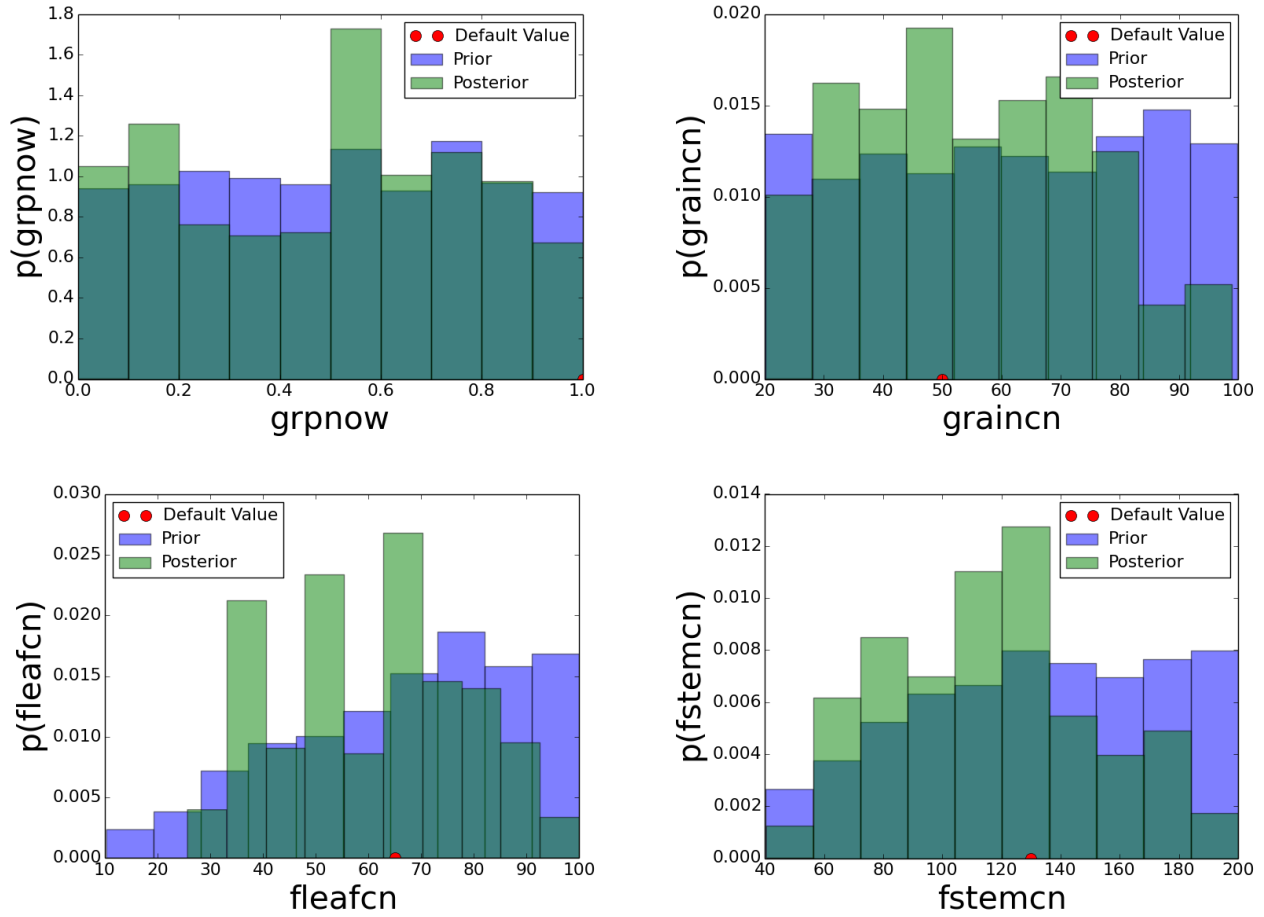 1.8
1.6
1.4
1.2
1.0
0.8
0.6
0.4
0.2
0.0
p(grpnow)
Default Value
Prior
Posterior
0.0 0.2 0.4 0.6 0.8 1.0
grpnow
0.020
0.015
0.010
0.005
0.000
p(graincn)
Default Value
Prior
Posterior
20 30 40 50 60 70 80 90 100
graincn
0.030
0.025
0.020
0.015
0.010
0.005
0.000
p(fleafcn)
Default Value
Prior
Posterior
10 20 30 40 50 60 70 80 90 100
fleafcn
0.014
0.012
0.010
0.008
0.006
0.004
0.002
0.000
p(fstemcn)
Default Value
Prior
Posterior
40 60 80 100 120 140 160 180 200
fstemcn